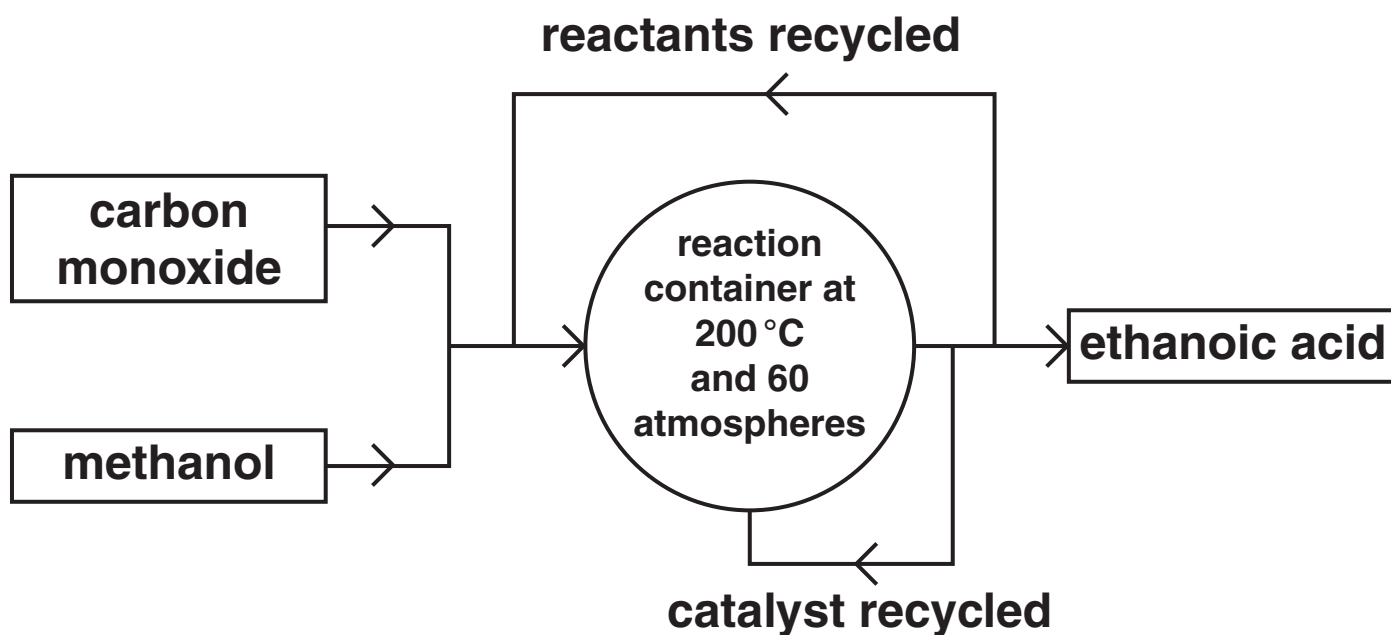 reactants recycled
carbon
monoxide
reaction
container at
200 °C
and 60
atmospheres
ethanoic acid
methanol
catalyst recycled